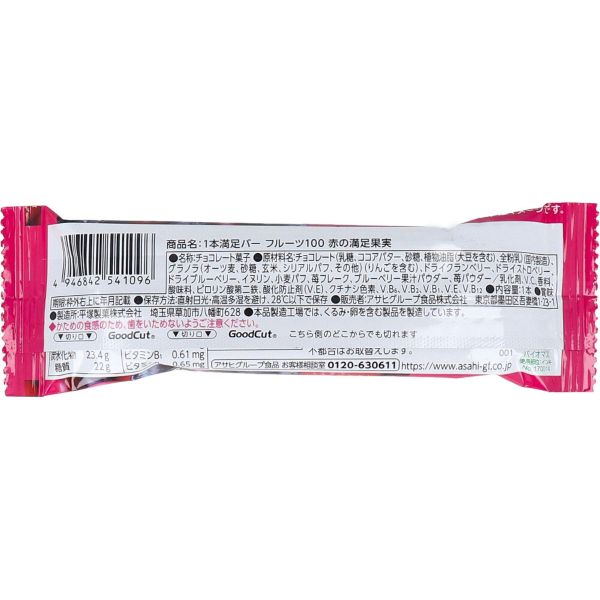 商品名:1本満足バー フルーツ100 赤の満足果実
●名称:チョコレート菓子 ●原材料名:チョコレート(乳糖、ココアバター、砂糖、植物油脂(大豆を含む)、全粉乳)(国内製造)、
グラノラ(オーツ麦、砂糖、玄米、シリアルパフ、その他)(りんごを含む)、ドライクランベリー、ドライストロベリー、
ドライブルーベリー、イヌリン、小麦パフ、苺フレーク、ブルーベリー果汁パウダー、苺パウダー/乳化剤、V.C、香料、
酸味料、ピロリン酸第二鉄、酸化防止剤(V.E)、クチナシ色素、V.B₆、V.B₂、V.B₁、V.E、V.B₁₂ ●内容量:1本 ●賞味
期限:枠外右上に年月日記載 ●保存方法:直射日光・高温多湿を避け、28℃以下で保存 ●販売者:アサヒグループ食品株式会社 東京都墨田区吾妻橋1-23-1
●製造所:平塚製菓株式会社 埼玉県草加市八幡町628 ●本品製造工場では、くるみ・卵を含む製品を製造しています。
◆かための食感のため、歯をいためないようご注意ください。
4 946842 541096
▼切り口▼ GoodCut® ▼切り口▼ GoodCut® こちら側のどこからでも切れます
炭水化物 23.4g ビタミンB₁ 0.61mg
糖質 22g 0.65mg
お取替えします。
アサヒグループ食品 お客様相談室 0120-630611 https://www.asahi-gf.co.jp
001
バイオマス
No.170014